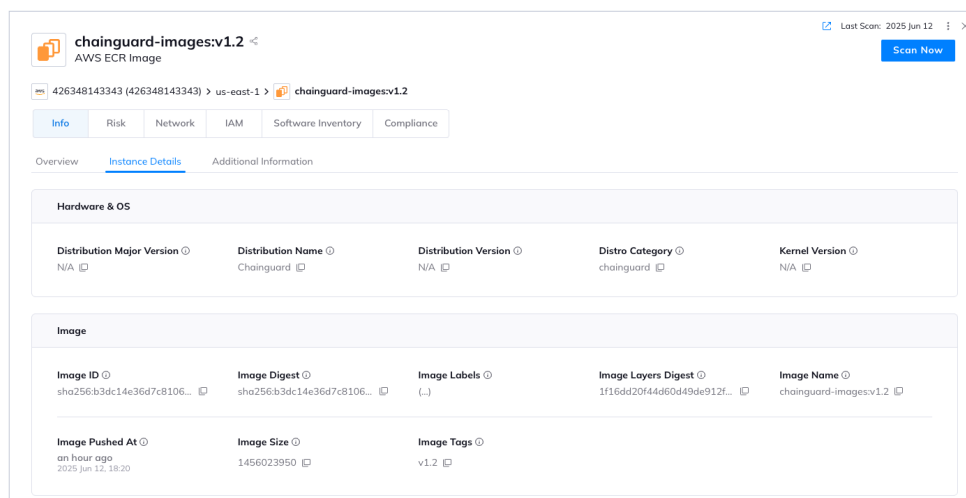 Last Scan: 2025 Jun 12
chainguard-images:v1.2
AWS ECR Image
Scan Now
aws 426348143343 (426348143343) > us-east-1 > chainguard-images:v1.2
Info Risk Network IAM Software Inventory Compliance
Overview Instance Details Additional Information
Hardware & OS
Distribution Major Version Distribution Name Distribution Version Distro Category Kernel Version
N/A Chainguard N/A chainguard N/A
Image
Image ID Image Digest Image Labels Image Layers Digest Image Name
sha256:b3dc14e36d7c8106... sha256:b3dc14e36d7c8106... (...) 1f16dd20f44d60d49de912f... chainguard-images:v1.2
Image Pushed At Image Size Image Tags
an hour ago 1456023950 v1.2
2025 Jun 12, 18:20